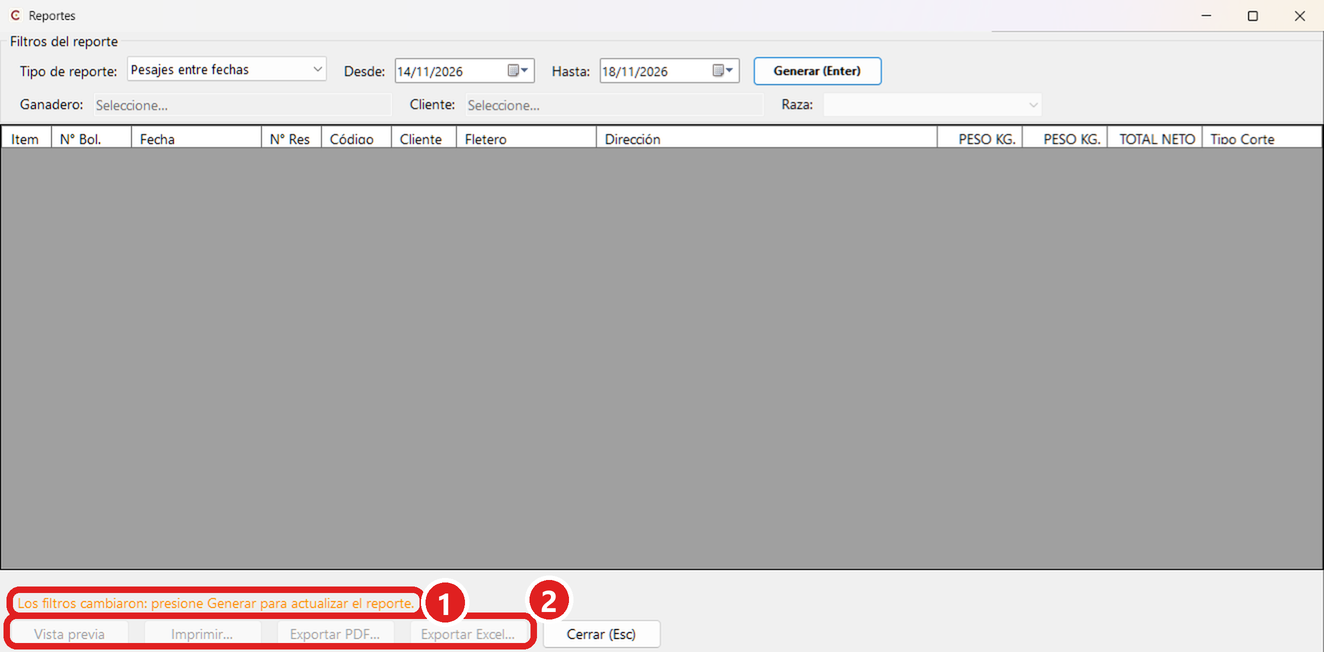 Reportes
Filtros del reporte
Tipo de reporte: Pesajes entre fechas Desde: 14/11/2026 Hasta: 18/11/2026 Generar (Enter)
Ganadero: Seleccione... Cliente: Seleccione... Raza:
Item N° Bol. Fecha N° Res Código Cliente Fletero Dirección PESO KG. PESO KG. TOTAL NETO Tipo Corte
Los filtros cambiaron: presione Generar para actualizar el reporte. 1 2
Vista previa Imprimir... Exportar PDF... Exportar Excel... Cerrar (Esc)